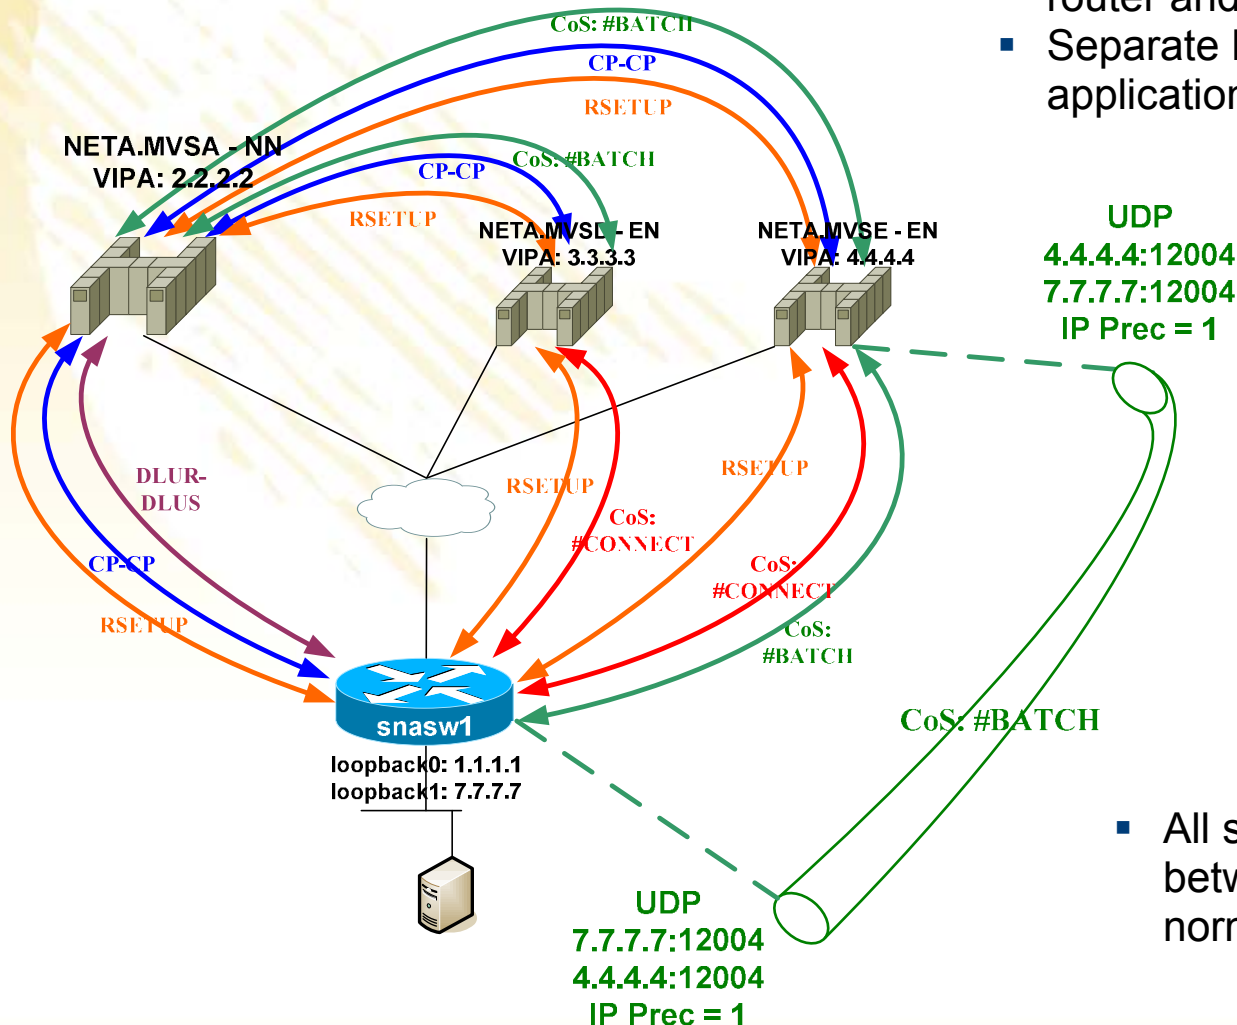 router and
▪ Separate
application
CoS: #BATCH
CP-CP
RSETUP
NETA.MVSA - NN
VIPA: 2.2.2.2
CoS: #BATCH
CP-CP
RSETUP
NETA.MVSD - EN
VIPA: 3.3.3.3
NETA.MVSE - EN
VIPA: 4.4.4.4
UDP
4.4.4.4:12004
7.7.7.7:12004
IP Prec = 1
DLUR-
DLUS
CP-CP
RSETUP
RSETUP
CoS:
#CONNECT
RSETUP
CoS:
#CONNECT
CoS:
#BATCH
snasw1
loopback0: 1.1.1.1
loopback1: 7.7.7.7
CoS: #BATCH
▪ All
UDP
7.7.7.7:12004
4.4.4.4:12004
IP Prec = 1